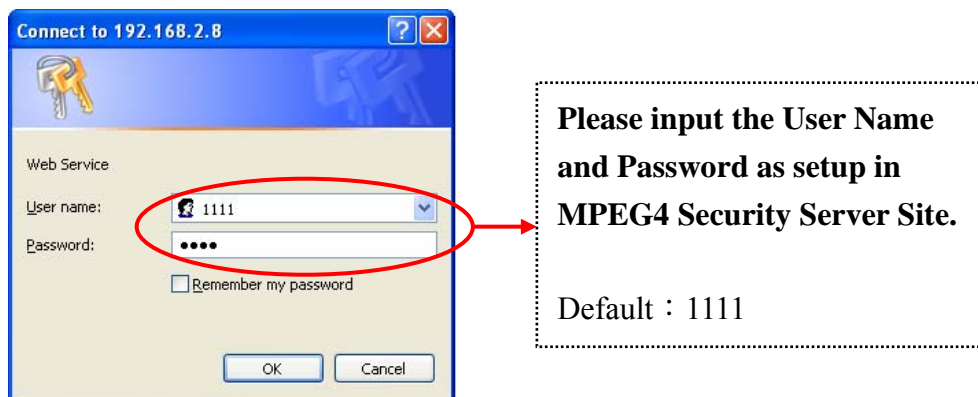 Connect to 192.168.2.8
Web Service
User name:
1111
Password:
••••
Remember my password
OK
Cancel
Please input the User Name
and Password as setup in
MPEG4 Security Server Site.
Default：1111